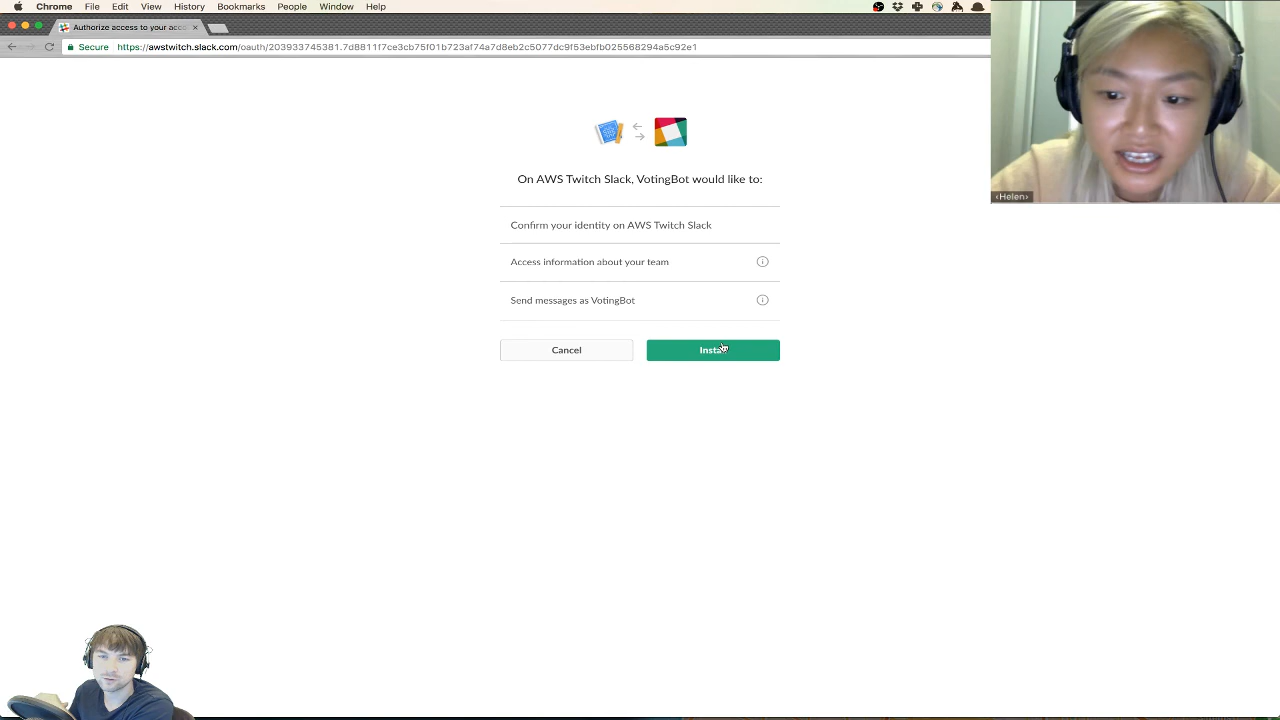 Chrome File Edit View History Bookmarks People Window Help
Authorize access to your acco
Secure https://awstwitch.slack.com/oauth/203933745381.7d8811f7ce3cb75f01b723af74a7d8eb2c5077dc9f53ebfb025568294a5c92e1
‹Helen›
On AWS Twitch Slack, VotingBot would like to:
Confirm your identity on AWS Twitch Slack
Access information about your team
Send messages as VotingBot
Cancel Install